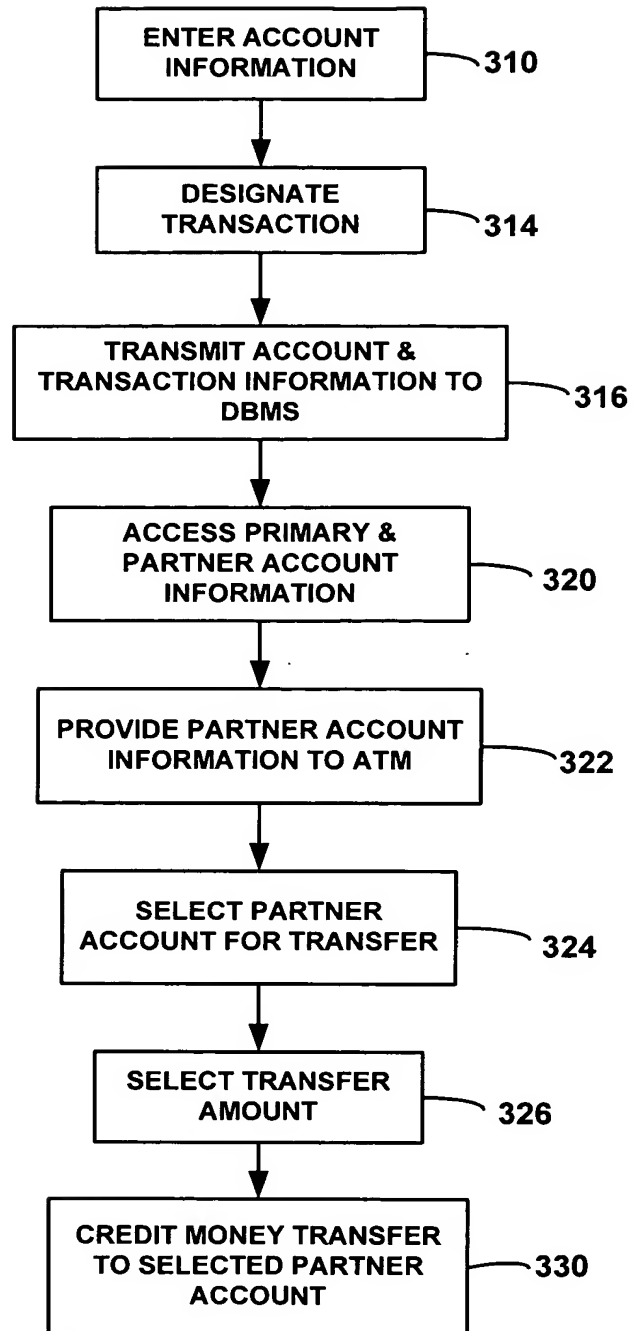 ENTER ACCOUNT
INFORMATION
310
DESIGNATE
TRANSACTION
314
TRANSMIT ACCOUNT &
TRANSACTION INFORMATION TO
DBMS
316
ACCESS PRIMARY &
PARTNER ACCOUNT
INFORMATION
320
PROVIDE PARTNER ACCOUNT
INFORMATION TO ATM
322
SELECT PARTNER
ACCOUNT FOR TRANSFER
324
SELECT TRANSFER
AMOUNT
326
CREDIT MONEY TRANSFER
TO SELECTED PARTNER
ACCOUNT
330